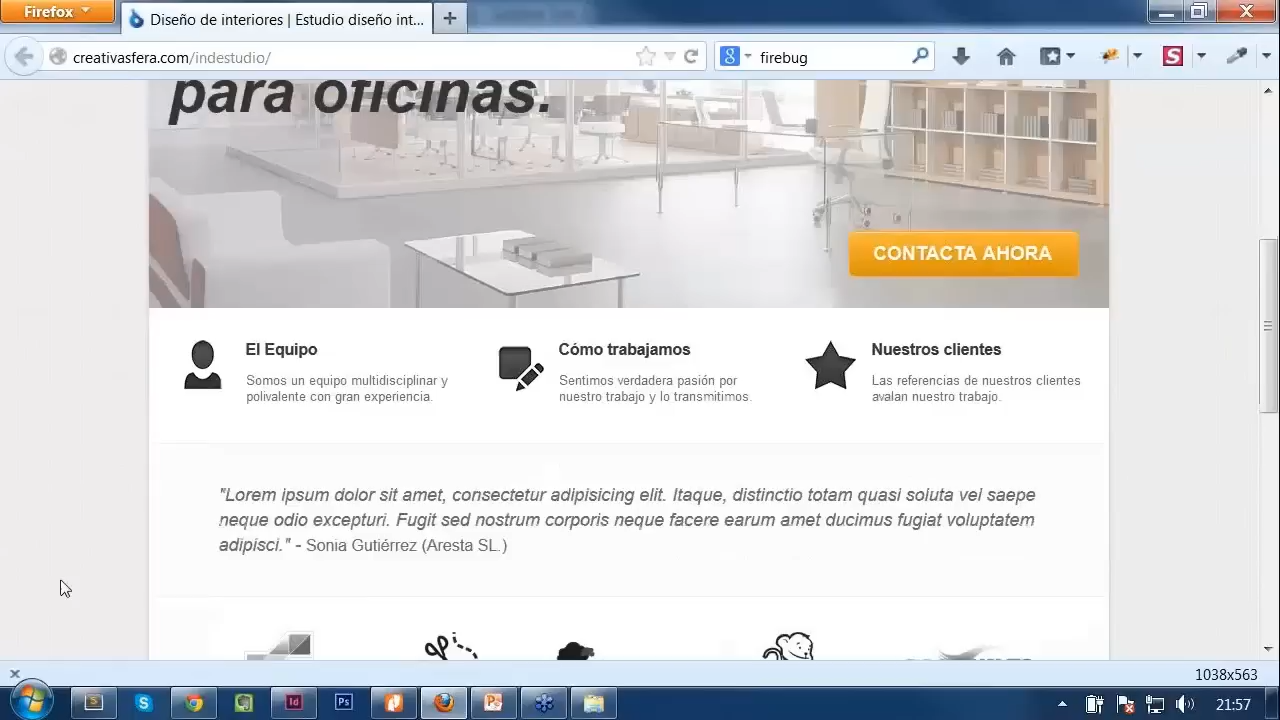 Firefox
Diseño de interiores | Estudio diseño int...
creativasfera.com/indestudio/
firebug
para oficinas.
CONTACTA AHORA
El Equipo
Somos un equipo multidisciplinar y
polivalente con gran experiencia.
Cómo trabajamos
Sentimos verdadera pasión por
nuestro trabajo y lo transmitimos.
Nuestros clientes
Las referencias de nuestros clientes
avalan nuestro trabajo.
"Lorem ipsum dolor sit amet, consectetur adipisicing elit. Itaque, distinctio totam quasi soluta vel saepe
neque odio excepturi. Fugit sed nostrum corporis neque facere earum amet ducimus fugiat voluptatem
adipisci." - Sonia Gutiérrez (Aresta SL.)
1038x563
21:57